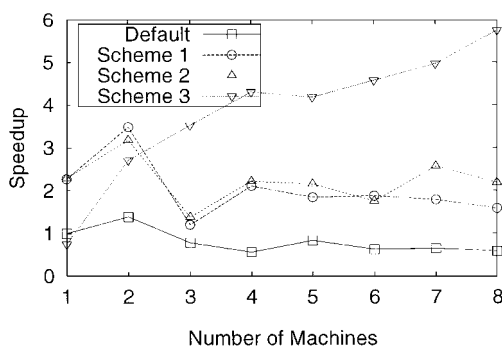 6
5
4
3
2
1
0
Speedup
Default
Scheme 1
Scheme 2
Scheme 3
1 2 3 4 5 6 7 8
Number of Machines